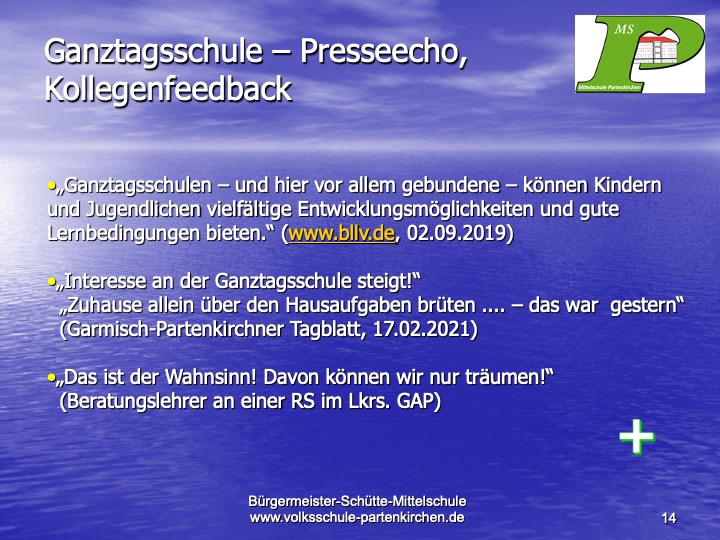 Ganztagsschule – Presseecho,
Kollegenfeedback
MS
P
Mittelschule Partenkirchen
•„Ganztagsschulen – und hier vor allem gebundene – können Kindern
und Jugendlichen vielfältige Entwicklungsmöglichkeiten und gute
Lernbedingungen bieten.“ (www.bllv.de, 02.09.2019)
•„Interesse an der Ganztagsschule steigt!“
„Zuhause allein über den Hausaufgaben brüten .... – das war  gestern“
(Garmisch-Partenkirchner Tagblatt, 17.02.2021)
•„Das ist der Wahnsinn! Davon können wir nur träumen!“
(Beratungslehrer an einer RS im Lkrs. GAP)
+
Bürgermeister-Schütte-Mittelschule
www.volksschule-partenkirchen.de
14